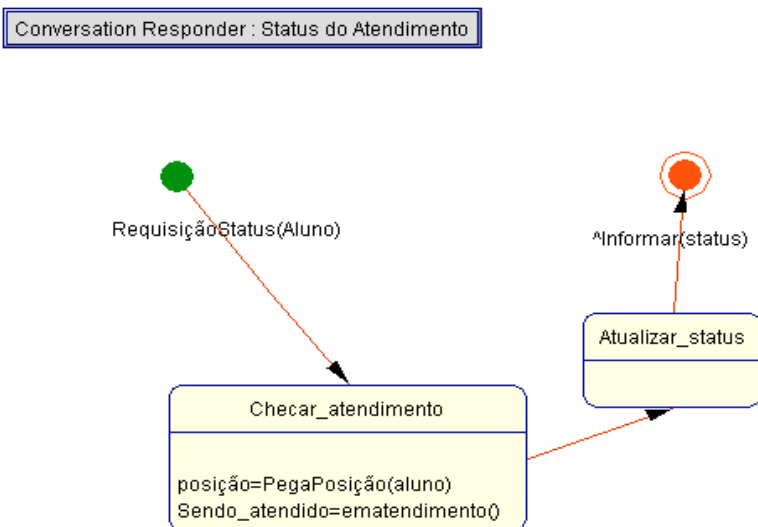 Conversation Responder : Status do Atendimento
RequisiçãoStatus(Aluno)
^Informar(status)
Atualizar_status
Checar_atendimento
posição=PegaPosição(aluno)
Sendo_atendido=ematendimento()